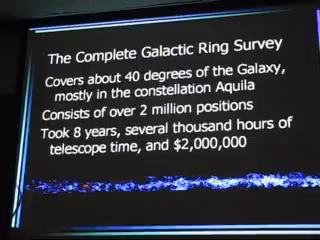 The Complete Galactic Ring Survey
Covers about 40 degrees of the Galaxy,
mostly in the constellation Aquila
Consists of over 2 million positions
Took 8 years, several thousand hours of
telescope time, and $2,000,000